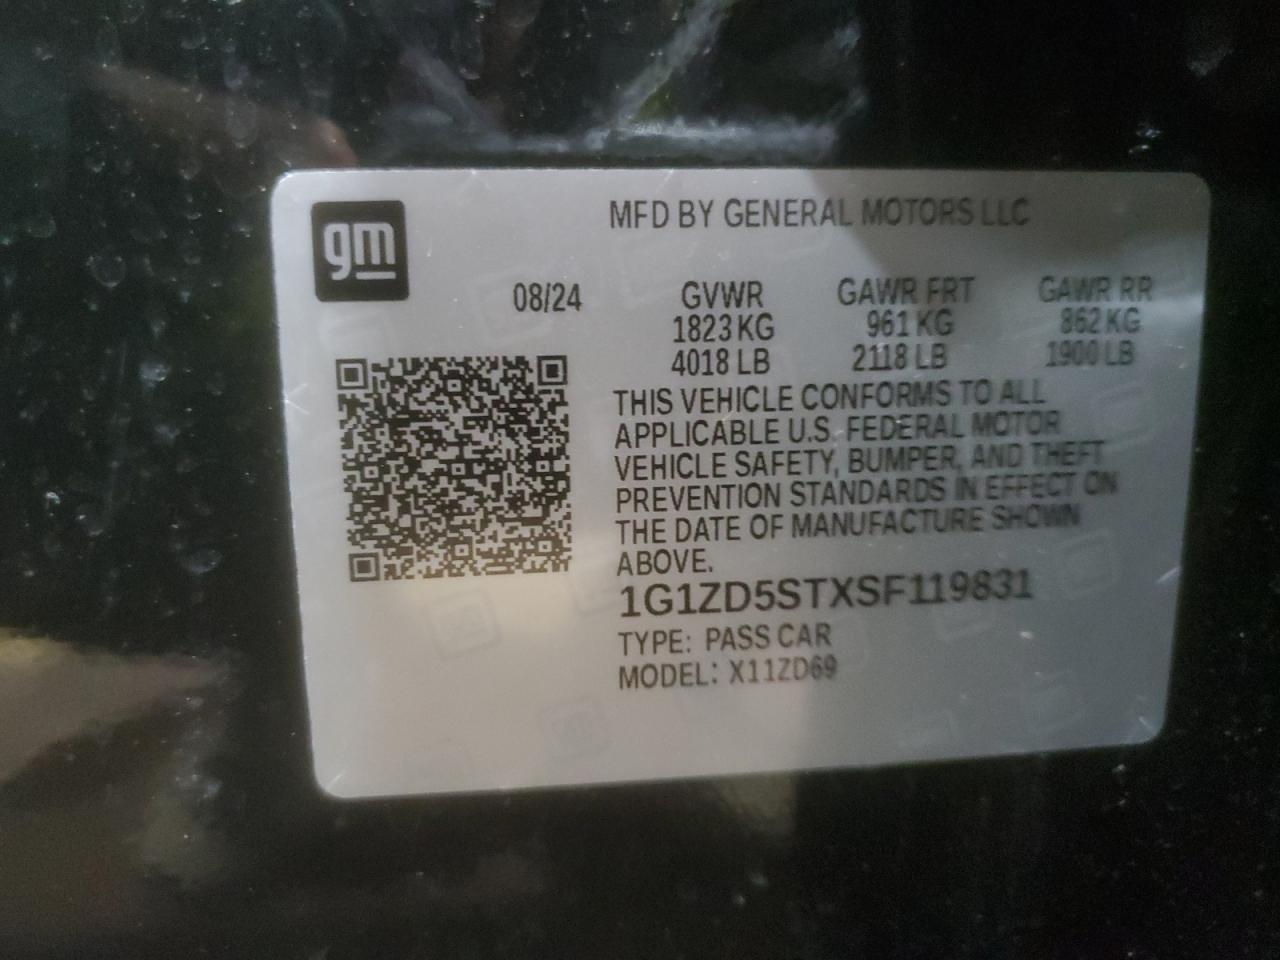 gm
MFD BY GENERAL MOTORS LLC
08/24 GVWR GAWR FRT GAWR RR
1823 KG 961 KG 862 KG
4018 LB 2118 LB 1900 LB
THIS VEHICLE CONFORMS TO ALL
APPLICABLE U.S. FEDERAL MOTOR
VEHICLE SAFETY, BUMPER, AND THEFT
PREVENTION STANDARDS IN EFFECT ON
THE DATE OF MANUFACTURE SHOWN
ABOVE.
1G1ZD5STXSF119831
TYPE: PASS CAR
MODEL: X11ZD69